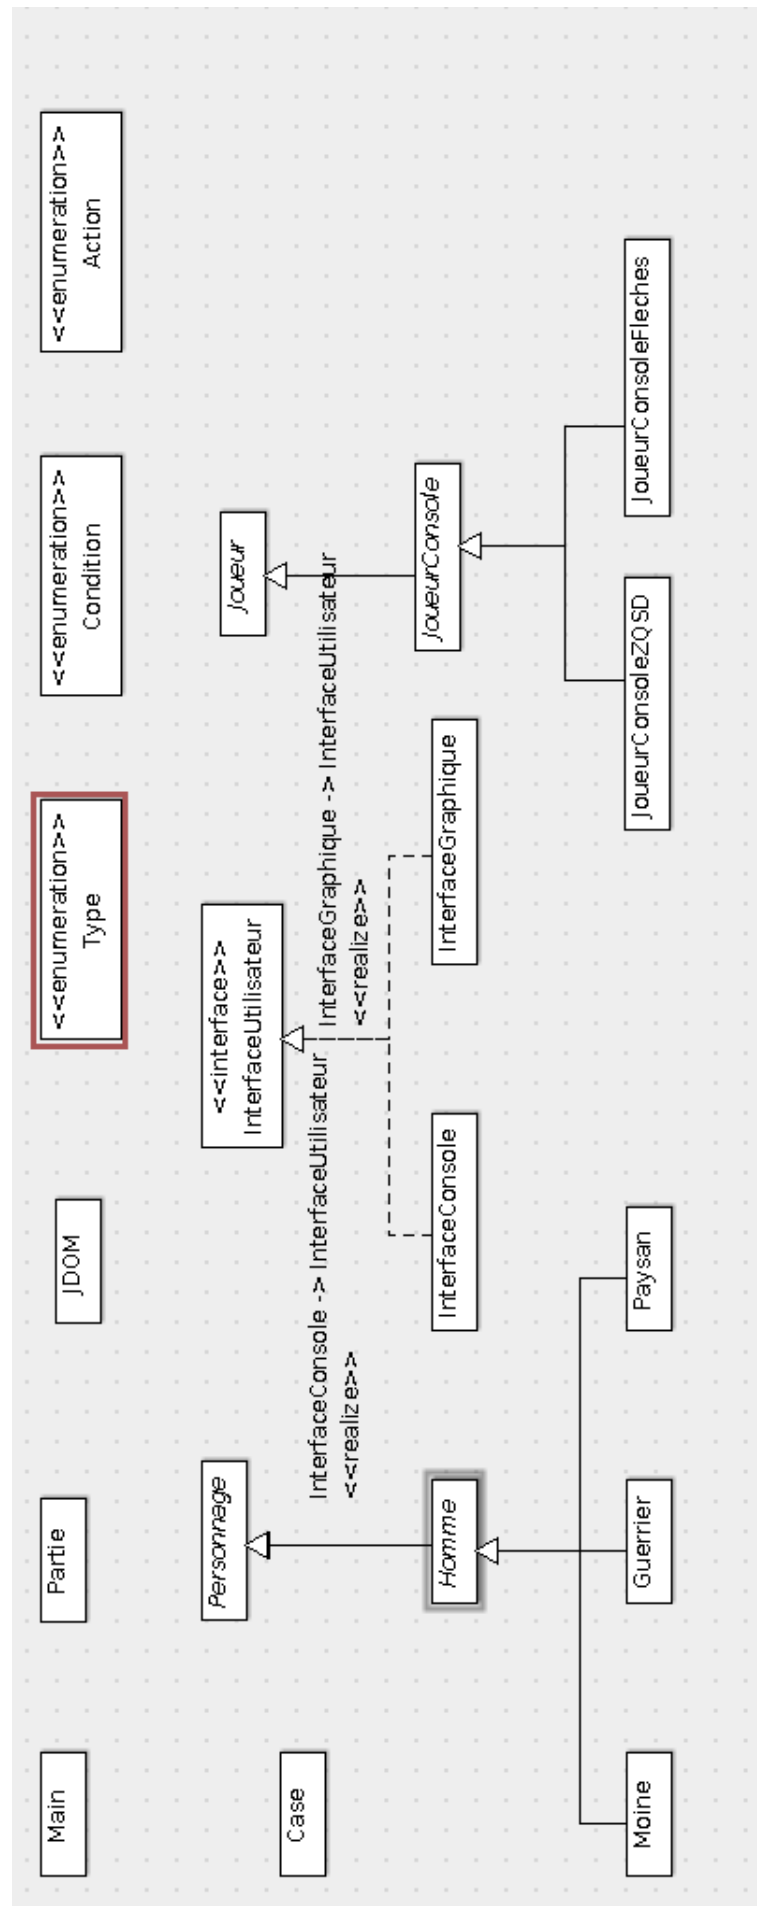 Main
Partie
JDOM
<<enumeration>>
Type
<<enumeration>>
Condition
<<enumeration>>
Action
Case
Personnage
<<interface>>
InterfaceUtilisateur
Joueur
InterfaceConsole -> InterfaceUtilisateur
<<realize>>
InterfaceGraphique -> InterfaceUtilisateur
<<realize>>
Homme
InterfaceConsole
InterfaceGraphique
JoueurConsole
Moine
Guerrier
Paysan
JoueurConsoleZQSD
JoueurConsoleFleches